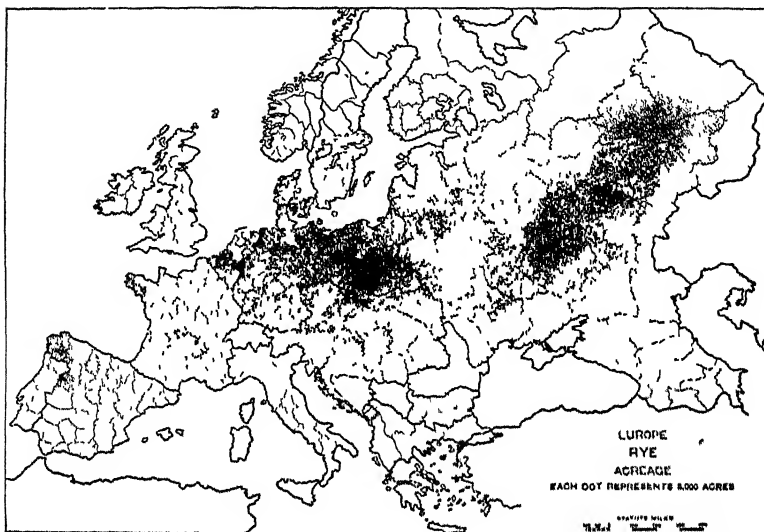 EUROPE
RYE
ACREAGE
EACH DOT REPRESENTS 5,000 ACRES
STATUTE MILES